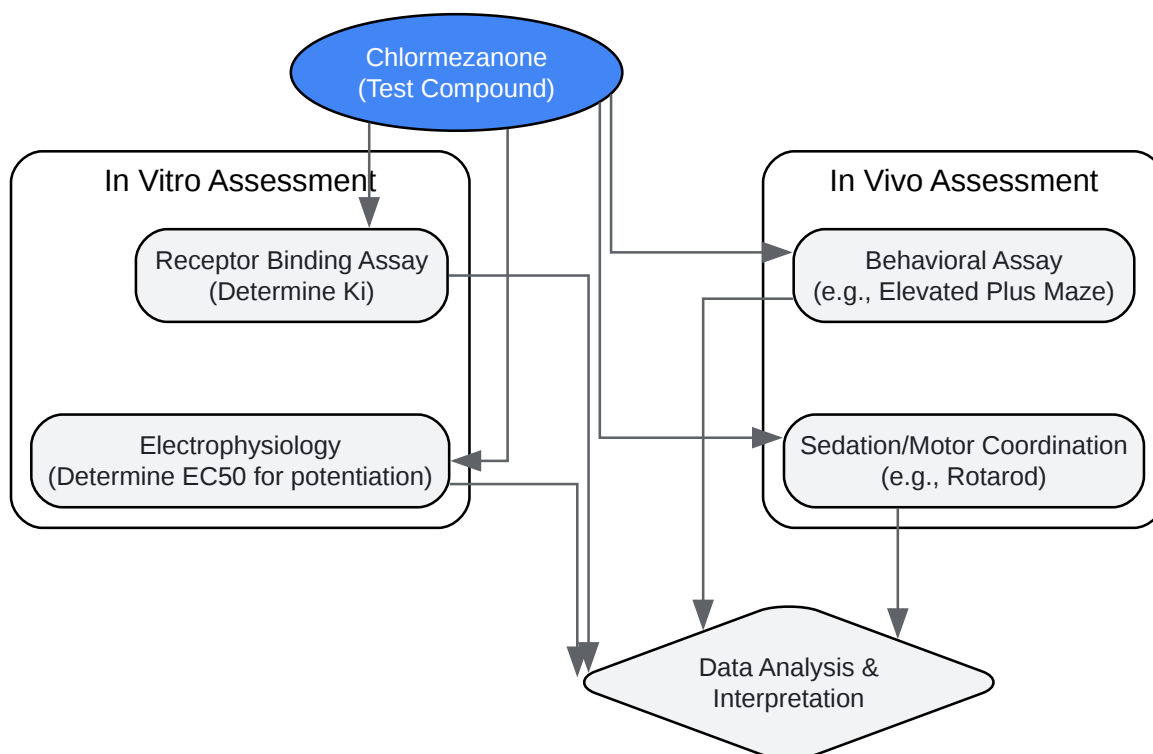 Chlormezanone
(Test Compound)
In Vitro Assessment
Receptor Binding Assay
(Determine Ki)
Electrophysiology
(Determine EC50 for potentiation)
In Vivo Assessment
Behavioral Assay
(e.g., Elevated Plus Maze)
Sedation/Motor Coordination
(e.g., Rotarod)
Data Analysis &
Interpretation